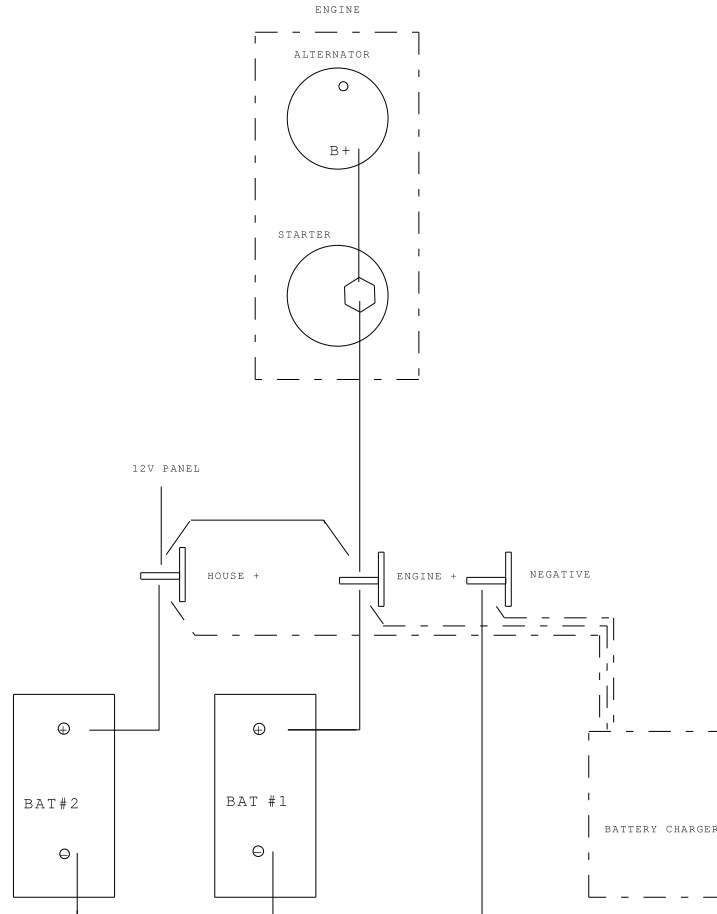 ENGINE
ALTERNATOR
B+
STARTER
12V PANEL
HOUSE +
ENGINE +
NEGATIVE
+
+
BAT#2
BAT #1
BATTERY CHARGER
−
−